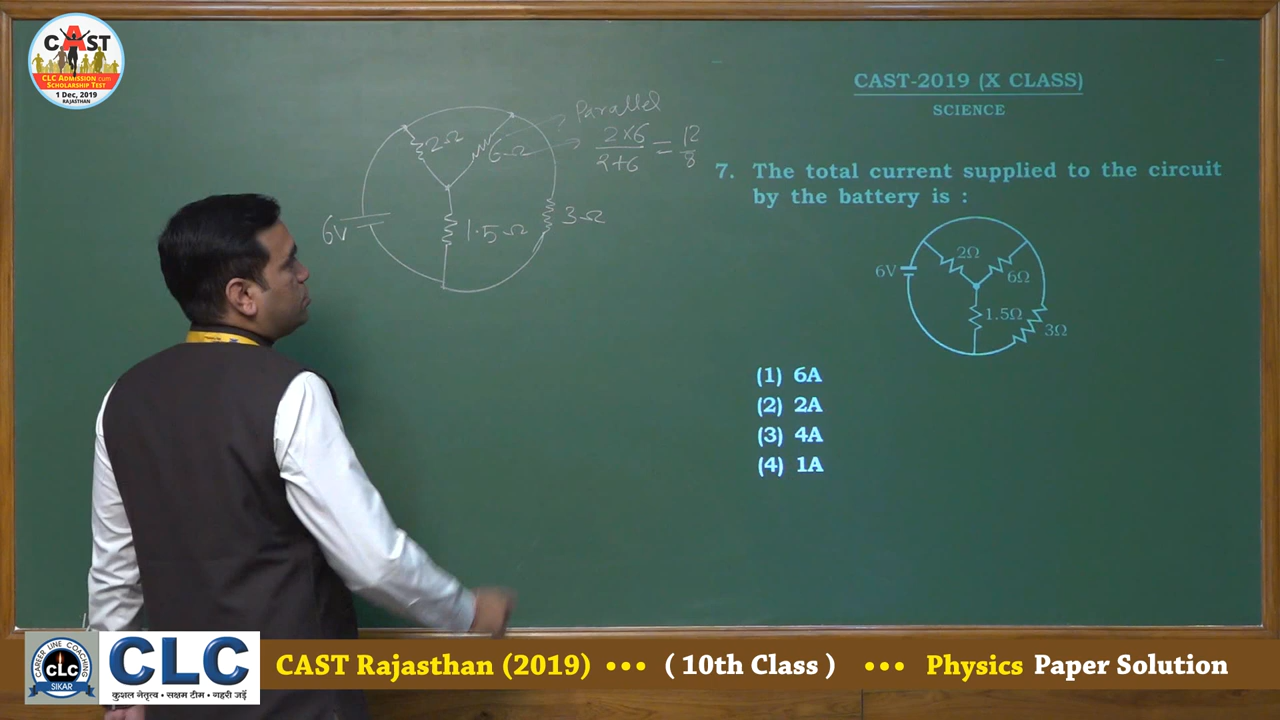 CAST
CLC ADMISSION cum
SCHOLARSHIP TEST
1 Dec, 2019
RAJASTHAN
Parallel
2×6
2+6
=
12
8
2Ω
6Ω
6V
1.5Ω
3Ω
CAST-2019 (X CLASS)
SCIENCE
7. The total current supplied to the circuit
by the battery is :
2Ω
6V
6Ω
1.5Ω
3Ω
(1) 6A
(2) 2A
(3) 4A
(4) 1A
CAREER LINE COACHING
CLC
SIKAR
CLC
कुशल नेतृत्व • सक्षम टीम • गहरी जड़ें
CAST Rajasthan (2019) ••• ( 10th Class ) ••• Physics Paper Solution